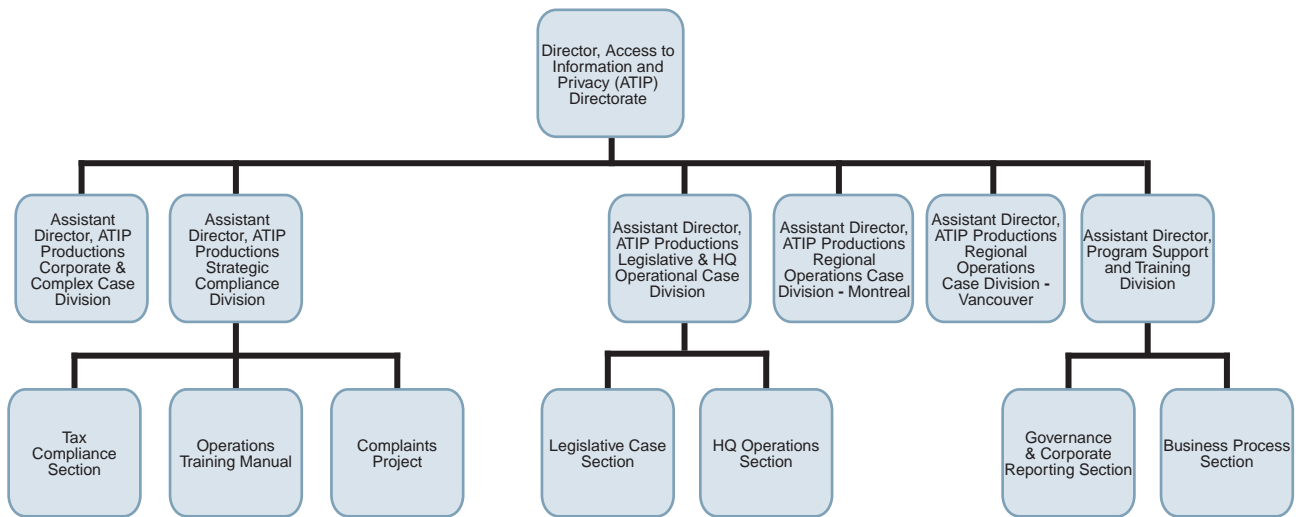 Director, Access to
Information and
Privacy (ATIP)
Directorate
Assistant
Director, ATIP
Productions
Corporate &
Complex Case
Division
Assistant
Director, ATIP
Productions
Strategic
Compliance
Division
Assistant Director,
ATIP Productions
Legislative & HQ
Operational Case
Division
Assistant Director,
ATIP Productions
Regional
Operations Case
Division - Montreal
Assistant Director,
ATIP Productions
Regional
Operations
Case Division -
Vancouver
Assistant Director,
Program Support
and Training
Division
Tax
Compliance
Section
Operations
Training Manual
Complaints
Project
Legislative Case
Section
HQ Operations
Section
Governance
& Corporate
Reporting Section
Business Process
Section